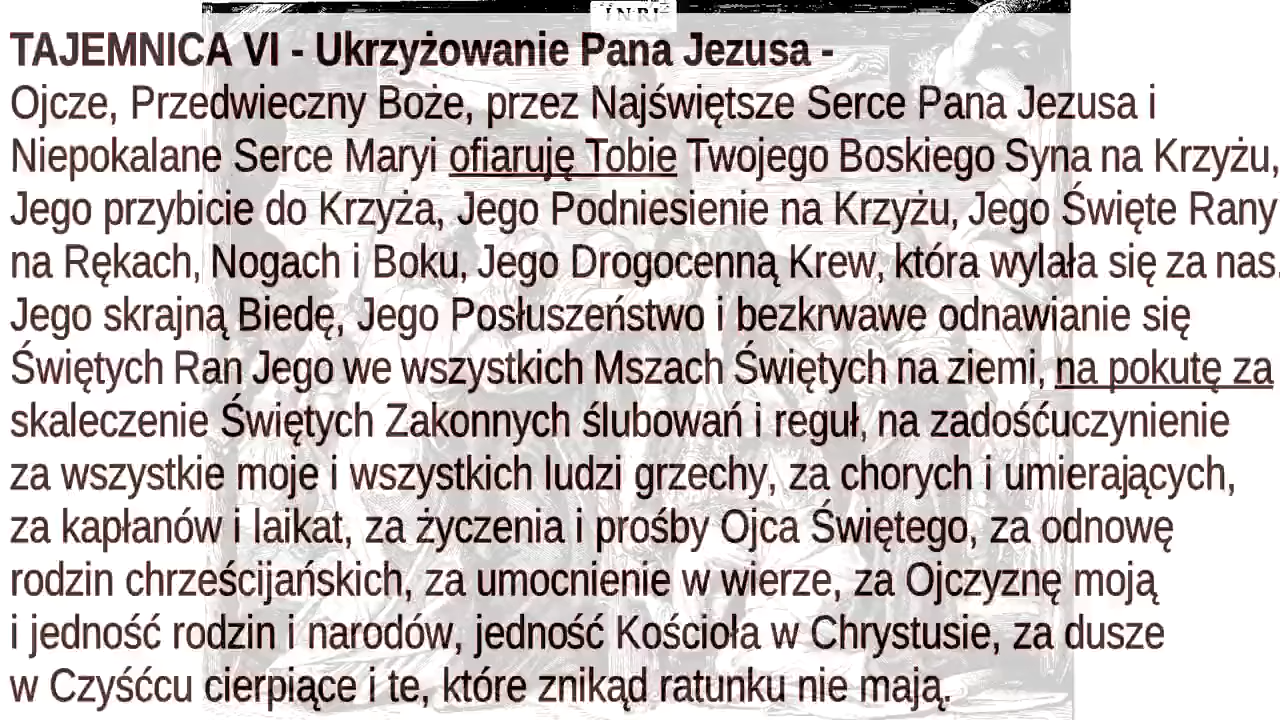 INRI
TAJEMNICA VI - Ukrzyżowanie Pana Jezusa -
Ojcze, Przedwieczny Boże, przez Najświętsze Serce Pana Jezusa i
Niepokalane Serce Maryi ofiaruję Tobie Twojego Boskiego Syna na Krzyżu,
Jego przybicie do Krzyża, Jego Podniesienie na Krzyżu, Jego Święte Rany
na Rękach, Nogach i Boku, Jego Drogocenną Krew, która wylała się za nas.
Jego skrajną Biedę, Jego Posłuszeństwo i bezkrwawe odnawianie się
Świętych Ran Jego we wszystkich Mszach Świętych na ziemi, na pokutę za
skaleczenie Świętych Zakonnych ślubowań i reguł, na zadośćuczynienie
za wszystkie moje i wszystkich ludzi grzechy, za chorych i umierających,
za kapłanów i laikat, za życzenia i prośby Ojca Świętego, za odnowę
rodzin chrześcijańskich, za umocnienie w wierze, za Ojczyznę moją
i jedność rodzin i narodów, jedność Kościoła w Chrystusie, za dusze
w Czyśćcu cierpiące i te, które znikąd ratunku nie mają.